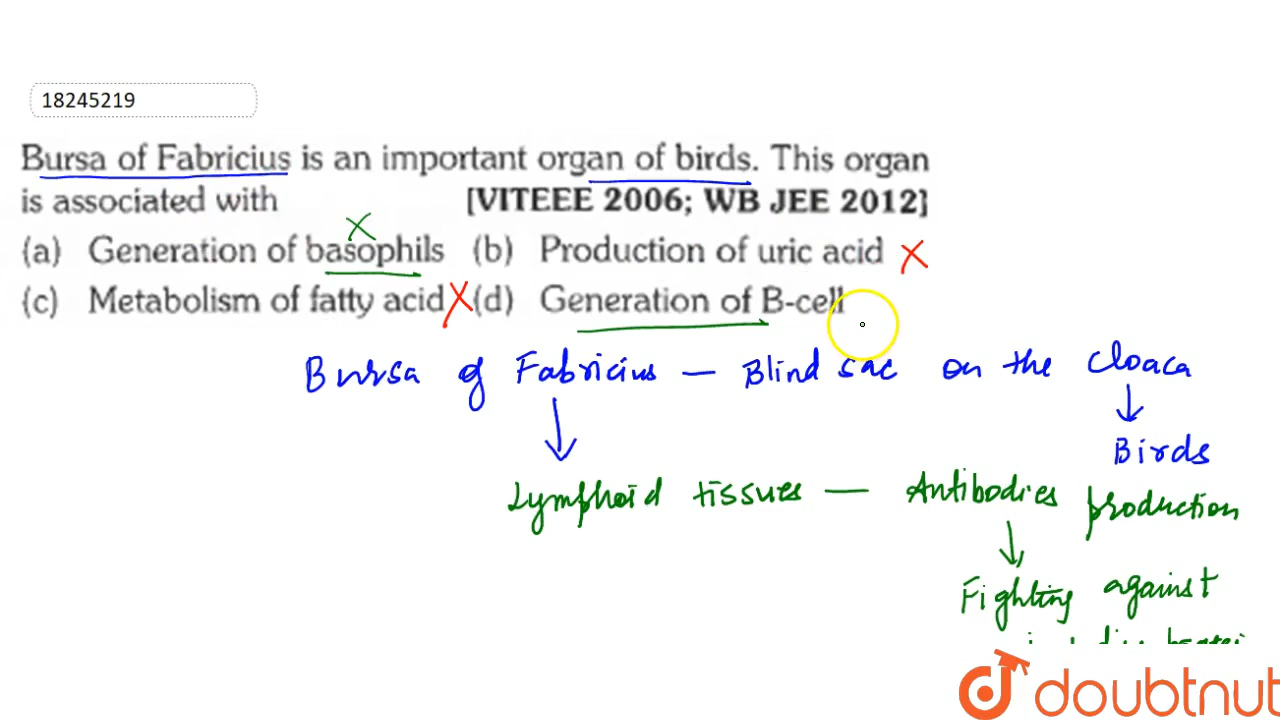 18245219
Bursa of Fabricius is an important organ of birds. This organ
is associated with [VITEEE 2006; WB JEE 2012]
(a) Generation of basophils (b) Production of uric acid
(c) Metabolism of fatty acid (d) Generation of B-cell
Bursa of Fabricius — Blind sac on the cloaca
Birds
Lymphoid tissues — Antibodies production
Fighting against
doubtnut